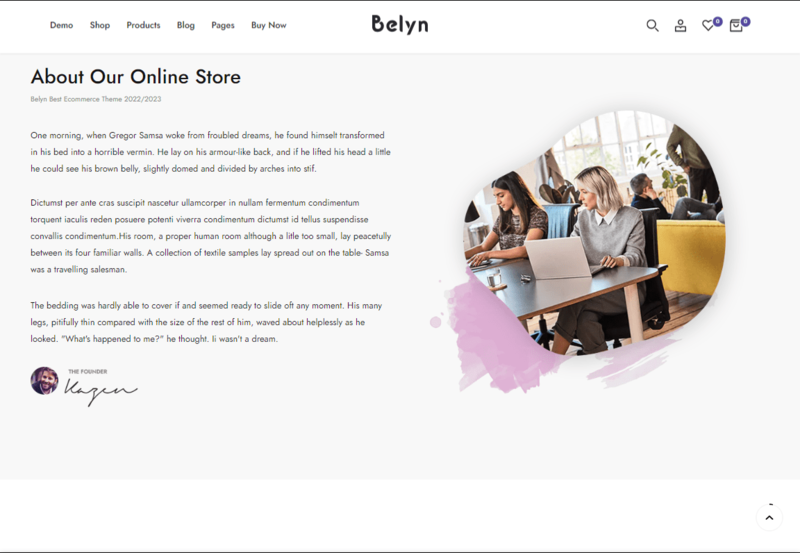 Demo Shop Products Blog Pages Buy Now
Belyn
0 0
About Our Online Store
Belyn Best Ecommerce Theme 2022/2023
One morning, when Gregor Samsa woke from froubled dreams, he found himselt transformed
in his bed into a horrible vermin. He lay on his armour-like back, and if he lifted his head a little
he could see his brown belly, slightly domed and divided by arches into stif.
Dictumst per ante cras suscipit nascetur ullamcorper in nullam fermentum condimentum
torquent iaculis reden posuere potenti viverra condimentum dictumst id tellus suspendisse
convallis condimentum.His room, a proper human room although a litle too small, lay peacetully
between its four familiar walls. A collection of textile samples lay spread out on the table- Samsa
was a travelling salesman.
The bedding was hardly able to cover if and seemed ready to slide oft any moment. His many
legs, pitifully thin compared with the size of the rest of him, waved about helplessly as he
looked. "What's happened to me?" he thought. Ii wasn't a dream.
THE FOUNDER